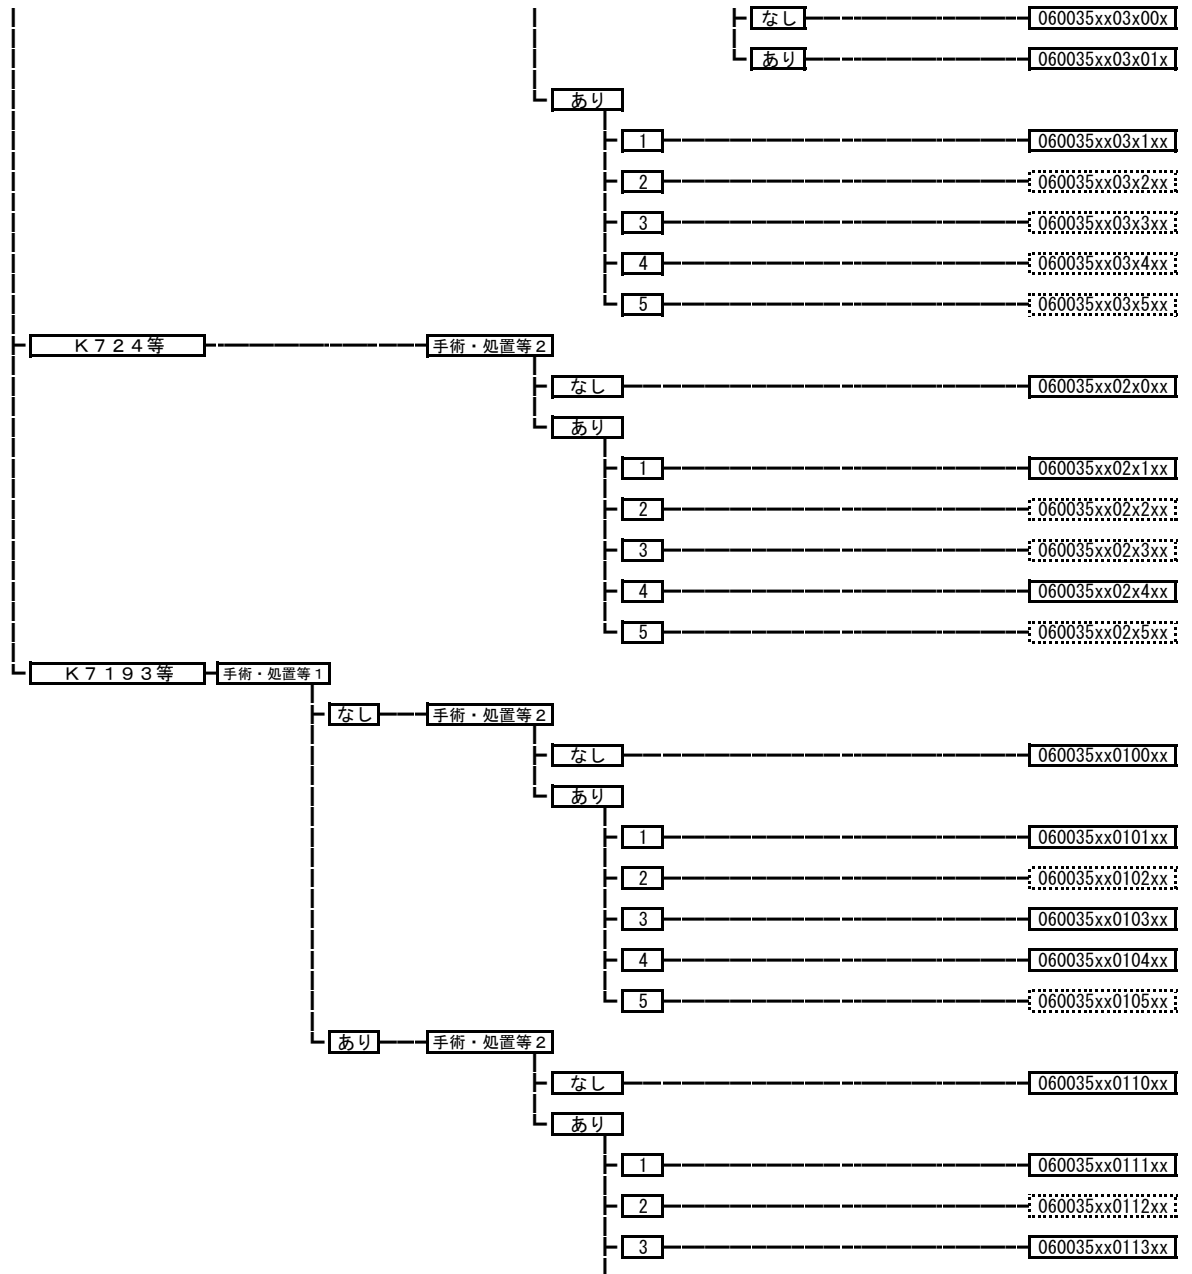 なし 060035xx03x00x
あり 060035xx03x01x
あり
1 060035xx03x1xx
2 060035xx03x2xx
3 060035xx03x3xx
4 060035xx03x4xx
5 060035xx03x5xx
Ｋ７２４等 手術・処置等２
なし 060035xx02x0xx
あり
1 060035xx02x1xx
2 060035xx02x2xx
3 060035xx02x3xx
4 060035xx02x4xx
5 060035xx02x5xx
Ｋ７１９３等 手術・処置等１
なし 手術・処置等２
なし 060035xx0100xx
あり
1 060035xx0101xx
2 060035xx0102xx
3 060035xx0103xx
4 060035xx0104xx
5 060035xx0105xx
あり 手術・処置等２
なし 060035xx0110xx
あり
1 060035xx0111xx
2 060035xx0112xx
3 060035xx0113xx